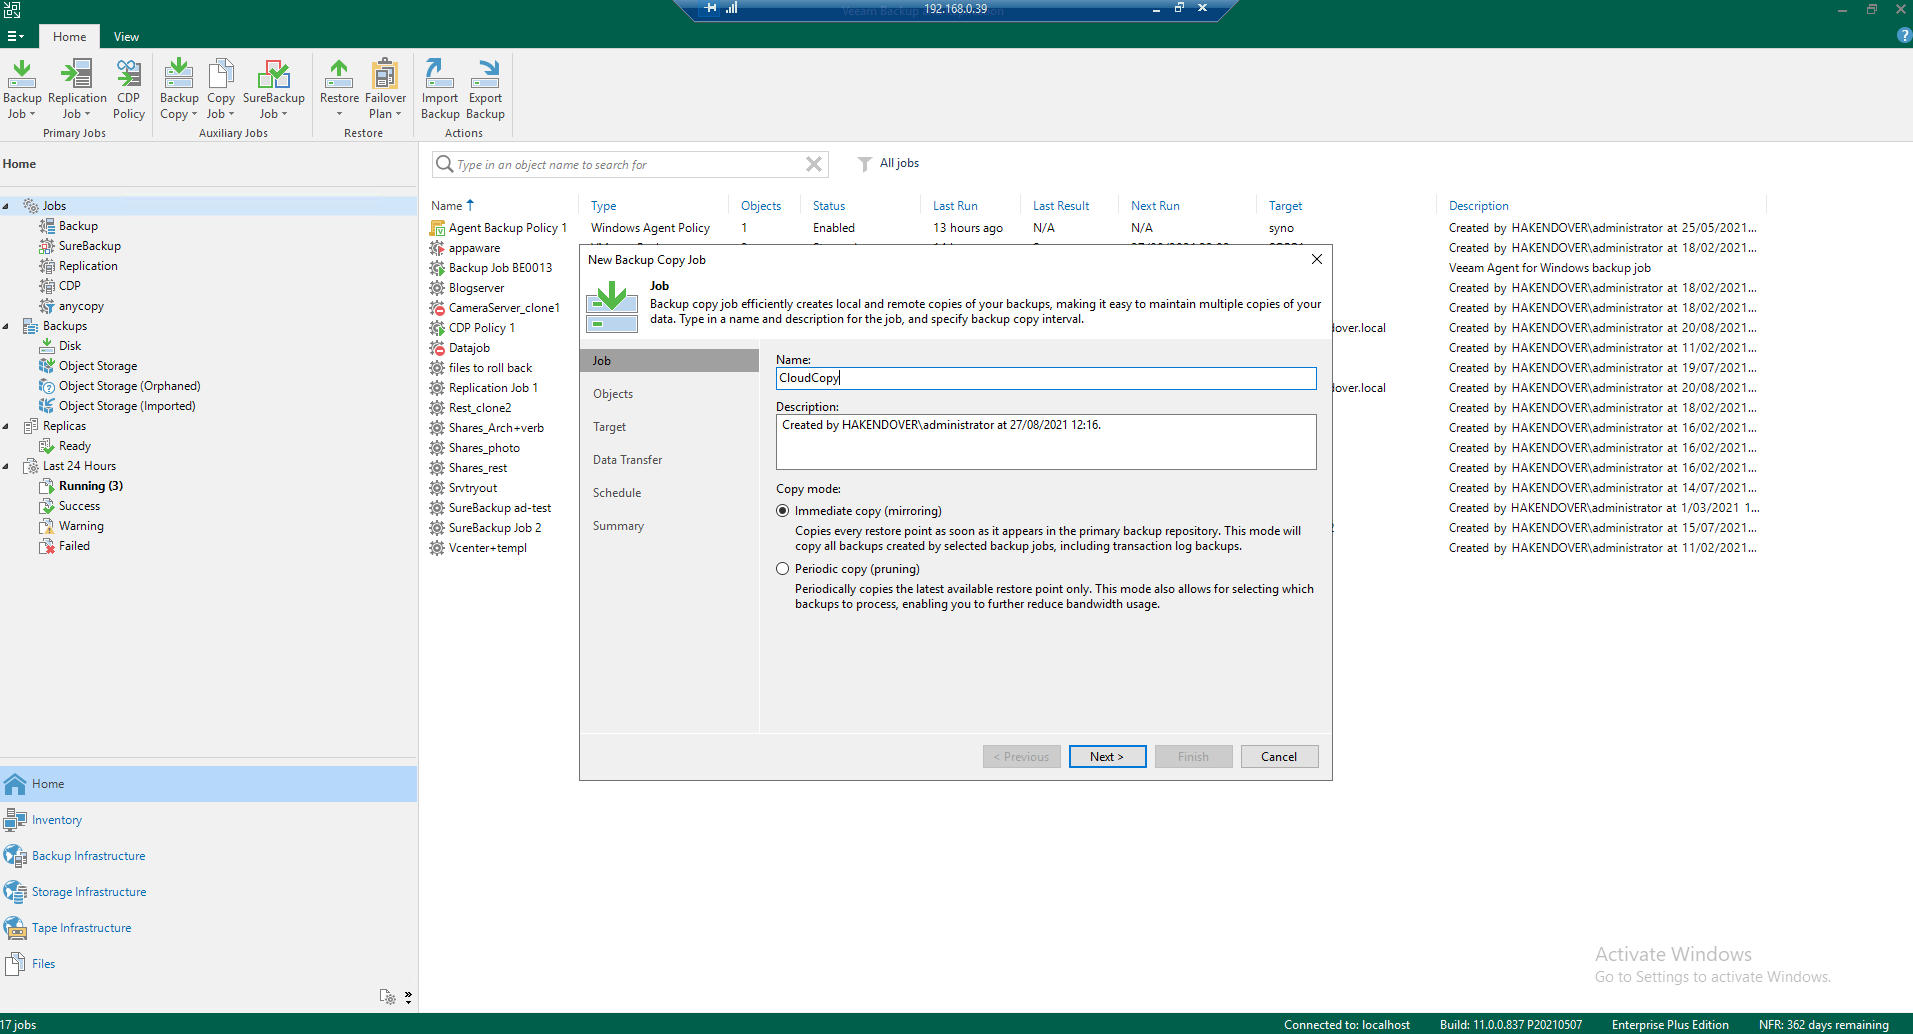 192.168.0.39
Home
View
Backup Job
Replication Job
CDP Policy
Backup Copy
Copy Job
SureBackup Job
Restore
Failover Plan
Import Backup
Export Backup
Primary Jobs
Auxiliary Jobs
Restore
Actions
Home
Jobs
Backup
SureBackup
Replication
CDP
anycopy
Backups
Disk
Object Storage
Object Storage (Orphaned)
Object Storage (Imported)
Replicas
Ready
Last 24 Hours
Running (3)
Success
Warning
Failed
Home
Inventory
Backup Infrastructure
Storage Infrastructure
Tape Infrastructure
Files
Type in an object name to search for
All jobs
Name Type Objects Status Last Run Last Result Next Run Target Description
Agent Backup Policy 1 Windows Agent Policy 1 Enabled 13 hours ago N/A N/A syno Created by HAKENDOVER\administrator at 25/05/2021...
appaware Created by HAKENDOVER\administrator at 18/02/2021...
Backup Job BE0013 Veeam Agent for Windows backup job
Blogserver Created by HAKENDOVER\administrator at 18/02/2021...
CameraServer_clone1 Created by HAKENDOVER\administrator at 18/02/2021...
CDP Policy 1 dover.local Created by HAKENDOVER\administrator at 20/08/2021...
Datajob Created by HAKENDOVER\administrator at 11/02/2021...
files to roll back Created by HAKENDOVER\administrator at 19/07/2021...
Replication Job 1 dover.local Created by HAKENDOVER\administrator at 20/08/2021...
Rest_clone2 Created by HAKENDOVER\administrator at 18/02/2021...
Shares_Arch+verb Created by HAKENDOVER\administrator at 16/02/2021...
Shares_photo Created by HAKENDOVER\administrator at 16/02/2021...
Shares_rest Created by HAKENDOVER\administrator at 16/02/2021...
Srvtryout Created by HAKENDOVER\administrator at 14/07/2021...
SureBackup ad-test Created by HAKENDOVER\administrator at 1/03/2021 1...
SureBackup Job 2 Created by HAKENDOVER\administrator at 15/07/2021...
Vcenter+templ Created by HAKENDOVER\administrator at 11/02/2021...
New Backup Copy Job
Job
Backup copy job efficiently creates local and remote copies of your backups, making it easy to maintain multiple copies of your
data. Type in a name and description for the job, and specify backup copy interval.
Job
Objects
Target
Data Transfer
Schedule
Summary
Name:
CloudCopy
Description:
Created by HAKENDOVER\administrator at 27/08/2021 12:16.
Copy mode:
Immediate copy (mirroring)
Copies every restore point as soon as it appears in the primary backup repository. This mode will
copy all backups created by selected backup jobs, including transaction log backups.
Periodic copy (pruning)
Periodically copies the latest available restore point only. This mode also allows for selecting which
backups to process, enabling you to further reduce bandwidth usage.
< Previous
Next >
Finish
Cancel
Activate Windows
Go to Settings to activate Windows.
17 jobs
Connected to: localhost
Build: 11.0.0.837 P20210507
Enterprise Plus Edition
NFR: 362 days remaining